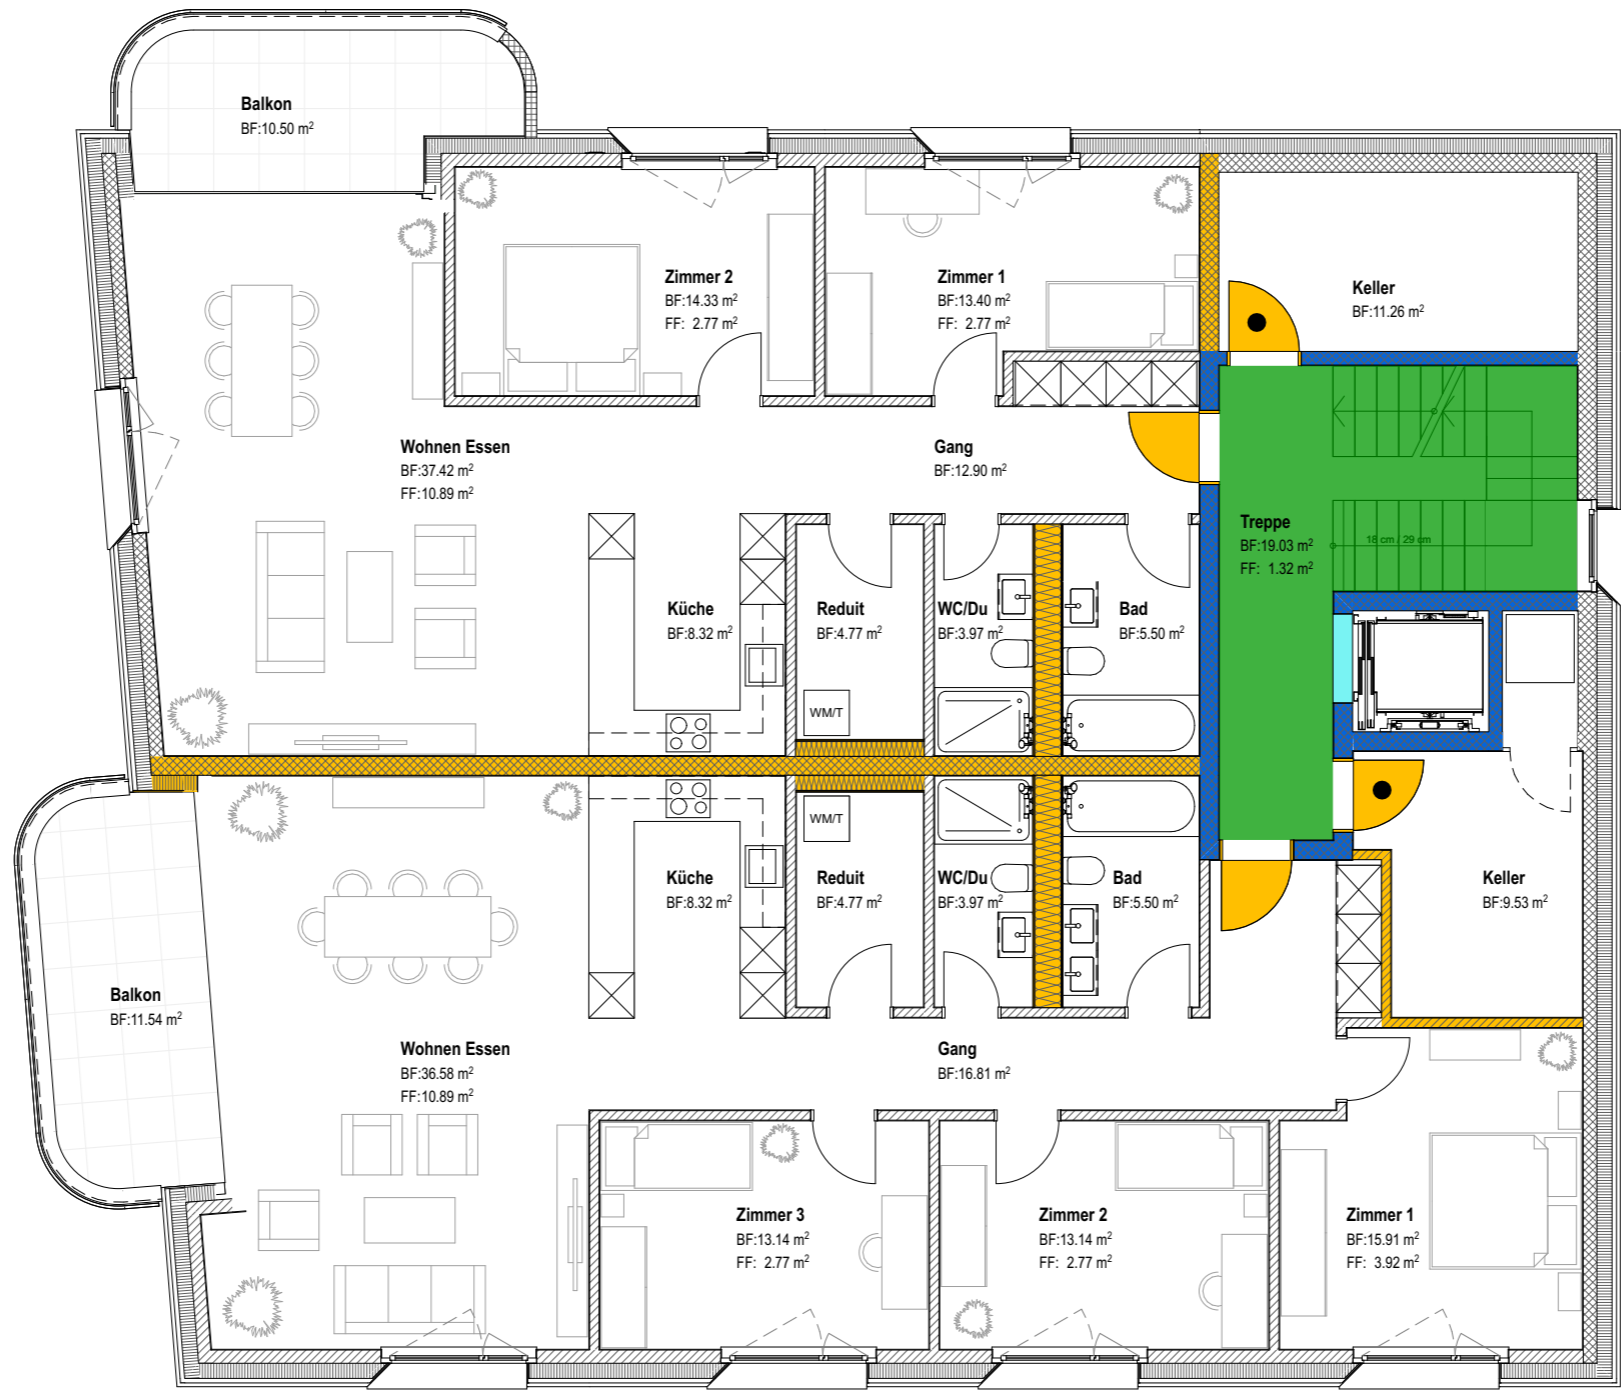 Balkon
BF:10.50 m²
Zimmer 2
BF:14.33 m²
FF: 2.77 m²
Zimmer 1
BF:13.40 m²
FF: 2.77 m²
Keller
BF:11.26 m²
Wohnen Essen
BF:37.42 m²
FF:10.89 m²
Gang
BF:12.90 m²
Treppe
BF:19.03 m²
FF: 1.32 m²
18 cm / 29 cm
Küche
BF:8.32 m²
Reduit
BF:4.77 m²
WC/Du
BF:3.97 m²
Bad
BF:5.50 m²
WM/T
WM/T
Küche
BF:8.32 m²
Reduit
BF:4.77 m²
WC/Du
BF:3.97 m²
Bad
BF:5.50 m²
Keller
BF:9.53 m²
Balkon
BF:11.54 m²
Wohnen Essen
BF:36.58 m²
FF:10.89 m²
Gang
BF:16.81 m²
Zimmer 3
BF:13.14 m²
FF: 2.77 m²
Zimmer 2
BF:13.14 m²
FF: 2.77 m²
Zimmer 1
BF:15.91 m²
FF: 3.92 m²